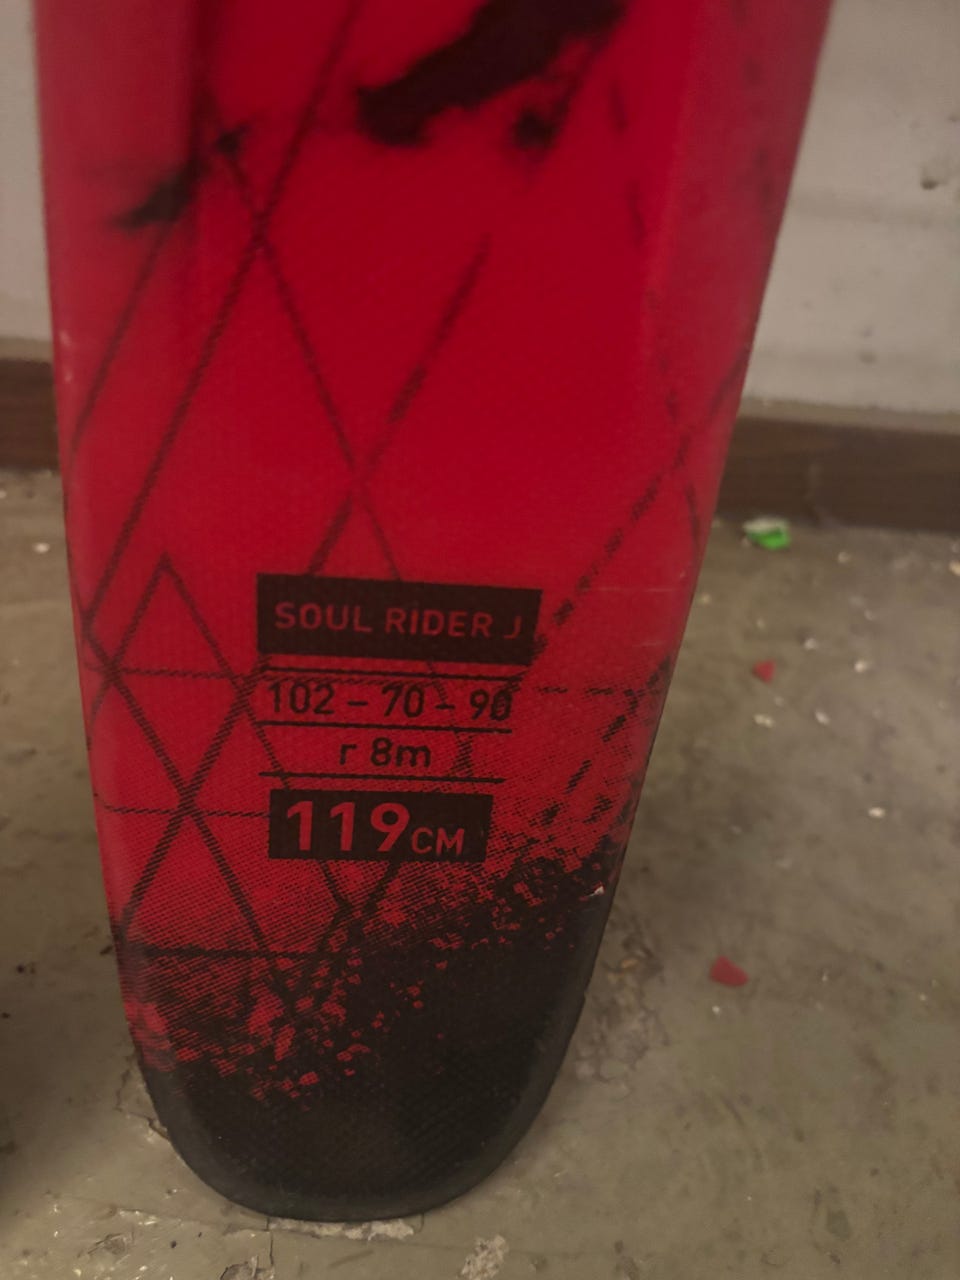 SOUL RIDER J
102 - 70 - 90
r 8m
119CM